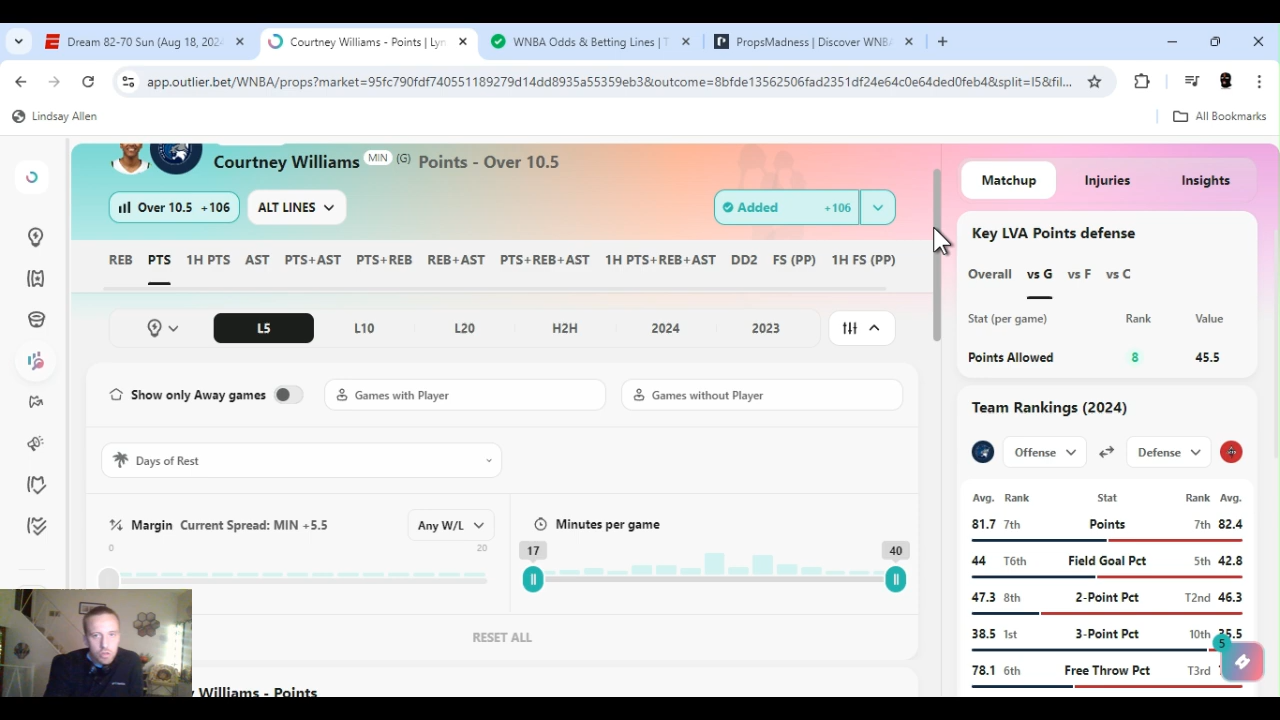 Dream 82-70 Sun (Aug 18, 2024
Courtney Williams - Points | Lyn
WNBA Odds & Betting Lines | T
PropsMadness | Discover WNBA
app.outlier.bet/WNBA/props?market=95fc790fdf740551189279d14dd8935a55359eb3&outcome=8bfde13562506fad2351df24e64c0e64ded0feb4&split=l5&fil...
Lindsay Allen
All Bookmarks
Courtney Williams MIN (G) Points - Over 10.5
Over 10.5 +106
ALT LINES
Added +106
REB PTS 1H PTS AST PTS+AST PTS+REB REB+AST PTS+REB+AST 1H PTS+REB+AST DD2 FS (PP) 1H FS (PP)
L5 L10 L20 H2H 2024 2023
Show only Away games
Games with Player
Games without Player
Days of Rest
Margin Current Spread: MIN +5.5
Any W/L
0 20
Minutes per game
17 40
RESET ALL
Williams - Points
Matchup Injuries Insights
Key LVA Points defense
Overall vs G vs F vs C
Stat (per game) Rank Value
Points Allowed 8 45.5
Team Rankings (2024)
Offense Defense
Avg. Rank Stat Rank Avg.
81.7 7th Points 7th 82.4
44 T6th Field Goal Pct 5th 42.8
47.3 8th 2-Point Pct T2nd 46.3
38.5 1st 3-Point Pct 10th 35.5
5
78.1 6th Free Throw Pct T3rd